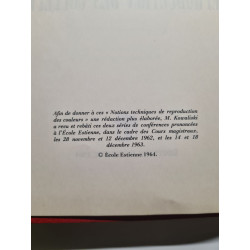 Afin de donner à ces « Notions techniques de reproduction
des couleurs » une rédaction plus élaborée, M. Kowaliski
a revu et rebâti ces deux séries de conférences prononcées
à l'École Estienne, dans le cadre des Cours magistraux,
les 28 novembre et 12 décembre 1962, et les 14 et 18
décembre 1963.
© École Estienne 1964.